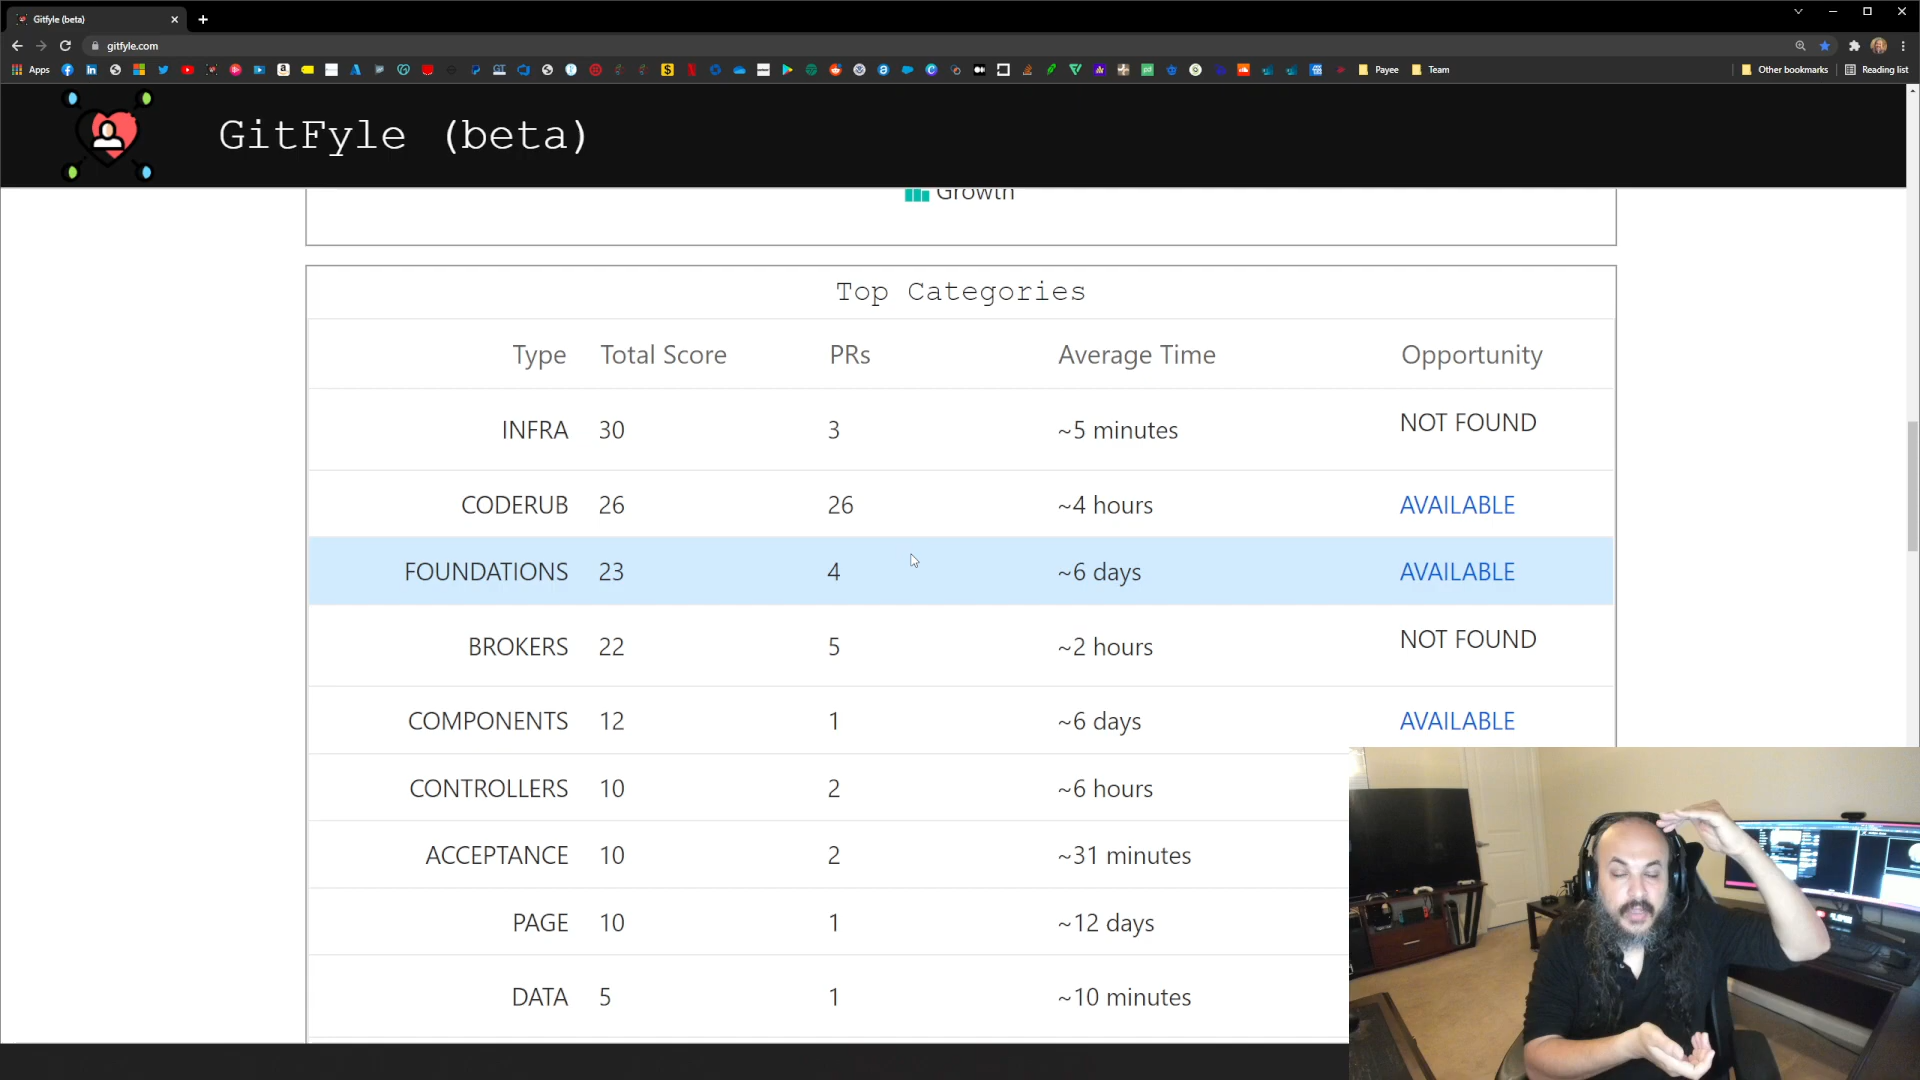 Gitfyle (beta)
gitfyle.com
Apps
Payee
Team
Other bookmarks
Reading list
GitFyle (beta)
Growth
Top Categories
Type Total Score PRs Average Time Opportunity
INFRA 30 3 ~5 minutes NOT FOUND
CODERUB 26 26 ~4 hours AVAILABLE
FOUNDATIONS 23 4 ~6 days AVAILABLE
BROKERS 22 5 ~2 hours NOT FOUND
COMPONENTS 12 1 ~6 days AVAILABLE
CONTROLLERS 10 2 ~6 hours
ACCEPTANCE 10 2 ~31 minutes
PAGE 10 1 ~12 days
DATA 5 1 ~10 minutes